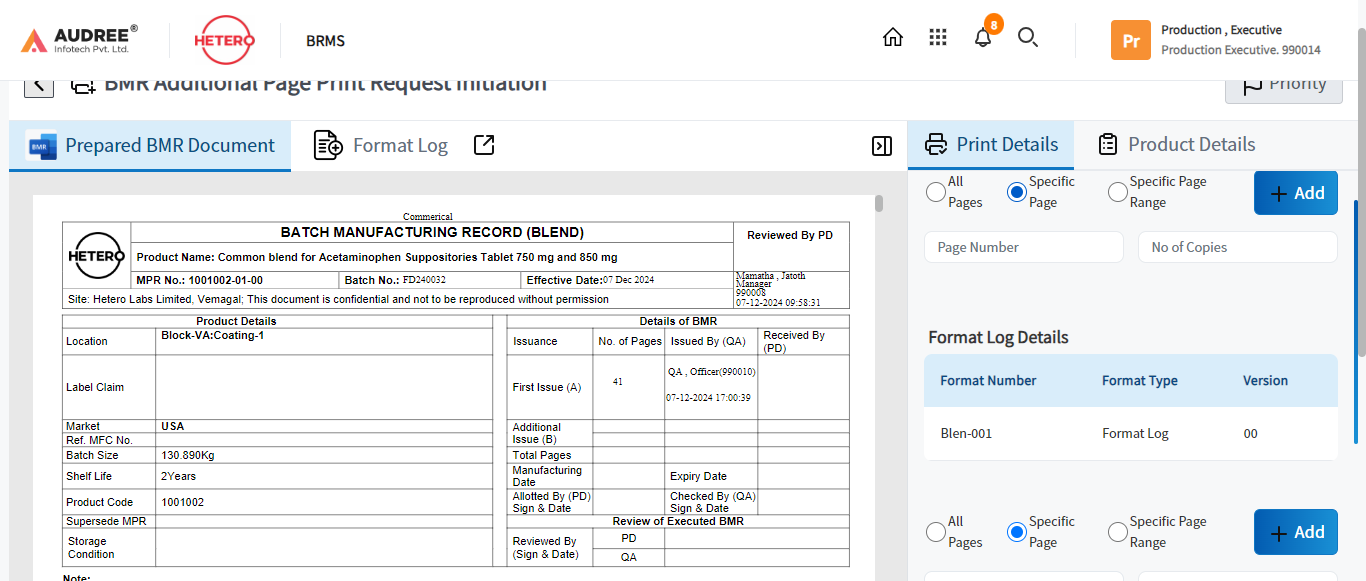 AUDREE®
Infotech Pvt. Ltd.
HETERO
BRMS
8
Pr
Production , Executive
Production Executive. 990014
BMR Additional Page Print Request Initiation
Priority
BMR
Prepared BMR Document
Format Log
Print Details
Product Details
Commerical
HETERO
BATCH MANUFACTURING RECORD (BLEND)
Reviewed By PD
Product Name: Common blend for Acetaminophen Suppositories Tablet 750 mg and 850 mg
MPR No.: 1001002-01-00
Batch No.: FD240032
Effective Date:07 Dec 2024
Mamatha , Jatoth
Manager
990008
07-12-2024 09:58:31
Site: Hetero Labs Limited, Vemagal; This document is confidential and not to be reproduced without permission
Product Details
Location
Block-VA:Coating-1
Label Claim
Market
USA
Ref. MFC No.
Batch Size
130.890Kg
Shelf Life
2Years
Product Code
1001002
Supersede MPR
Storage
Condition
Details of BMR
Issuance
No. of Pages
Issued By (QA)
Received By
(PD)
First Issue (A)
41
QA , Officer(990010)
07-12-2024 17:00:39
Additional
Issue (B)
Total Pages
Manufacturing
Date
Expiry Date
Allotted By (PD)
Sign & Date
Checked By (QA)
Sign & Date
Review of Executed BMR
Reviewed By
(Sign & Date)
PD
QA
Note:
All
Pages
Specific
Page
Specific Page
Range
+ Add
Page Number
No of Copies
Format Log Details
Format Number
Format Type
Version
Blen-001
Format Log
00
All
Pages
Specific
Page
Specific Page
Range
+ Add